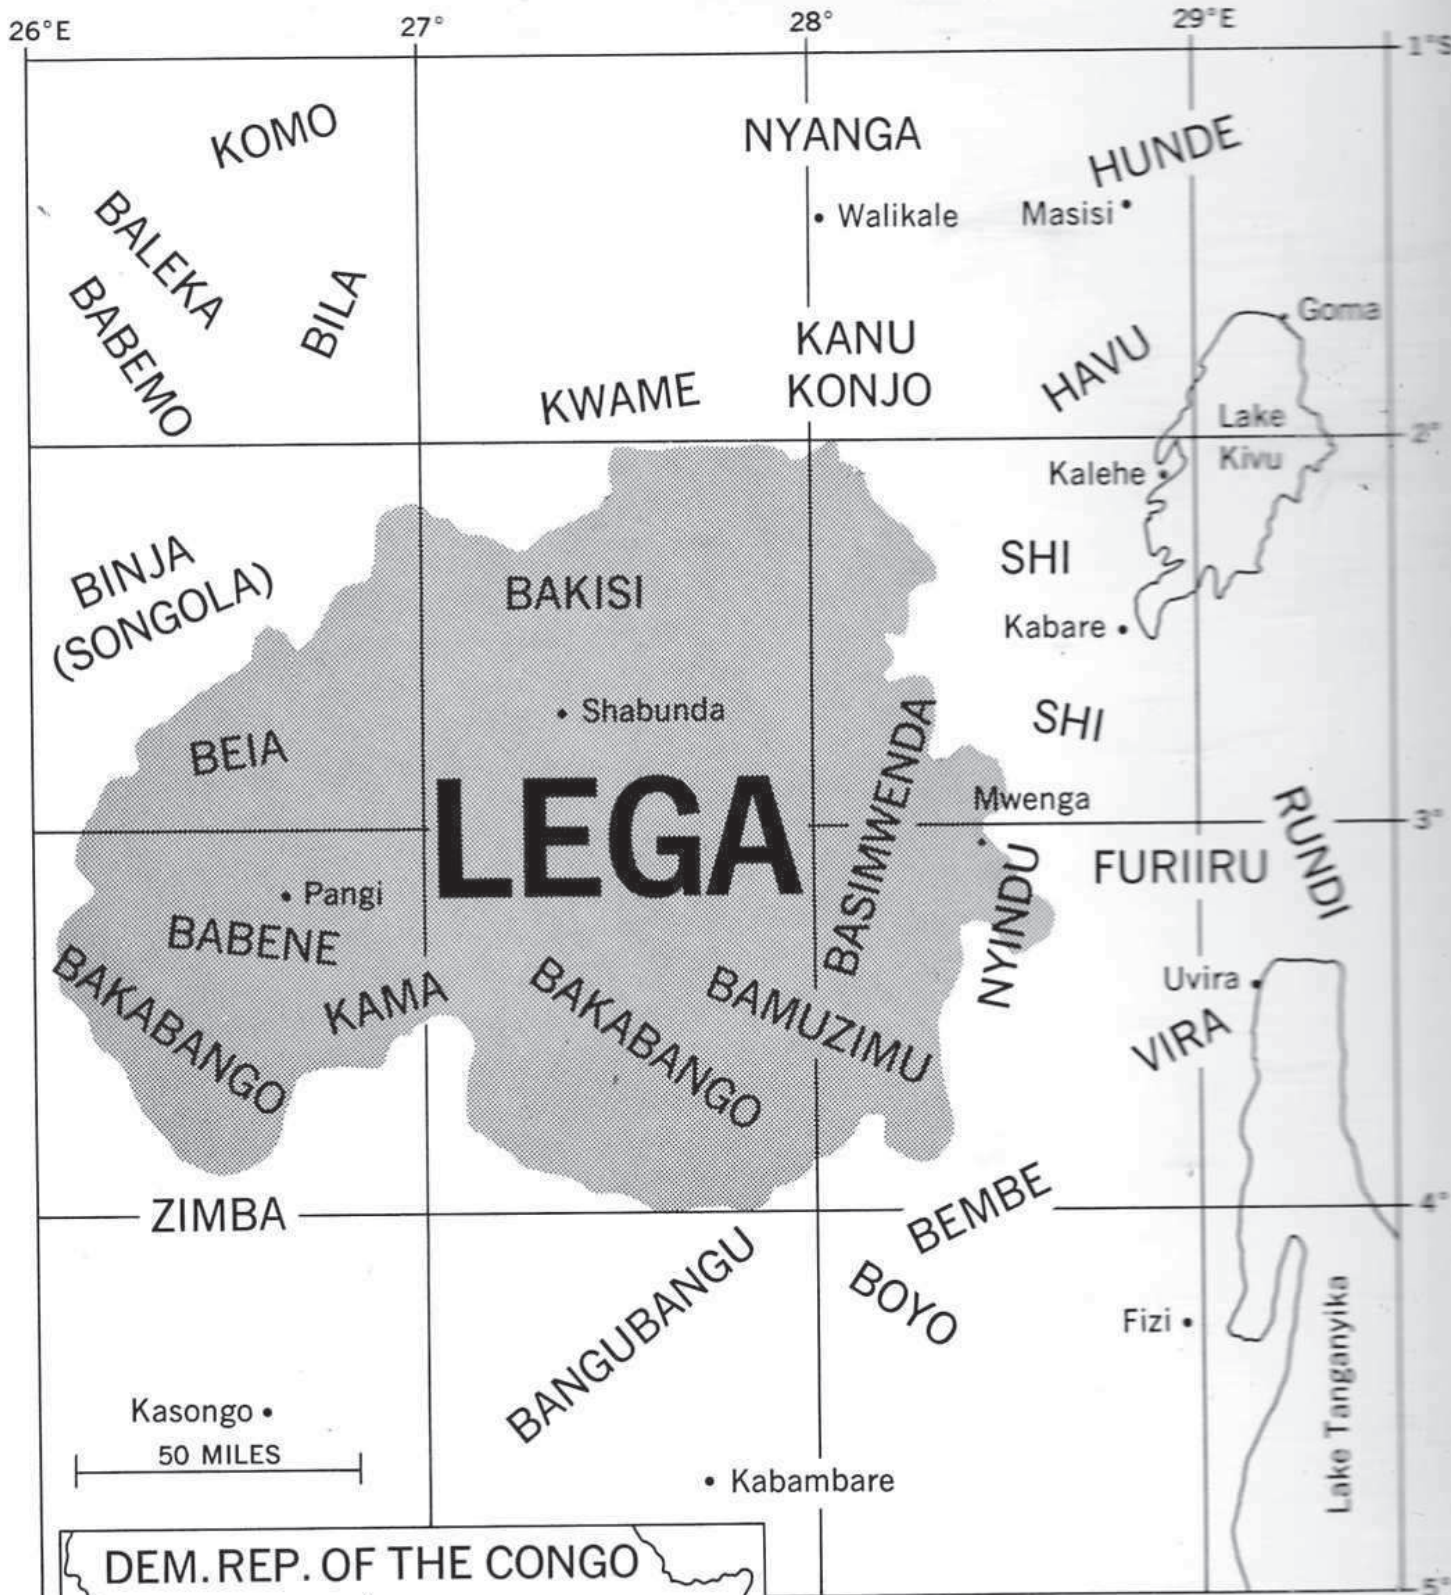 26°E
27°
28°
29°E
1°S
KOMO
NYANGA
HUNDE
BALEKA
Walikale
Masisi
BABEMO
BILA
Goma
KANU
KONJO
HAVU
KWAME
Lake
Kivu
2°
Kalehe
BINJA
(SONGOLA)
SHI
BAKISI
Kabare
Shabunda
SHI
BEIA
BASIMWENDA
LEGA
Mwenga
3°
RUNDI
FURIIRU
Pangi
NYINDU
BABENE
BAKABANGO
KAMA
BAKABANGO
BAMUZIMU
Uvira
VIRA
ZIMBA
BEMBE
4°
BANGUBANGU
BOYO
Fizi
Lake Tanganyika
Kasongo
50 MILES
Kabambare
DEM. REP. OF THE CONGO